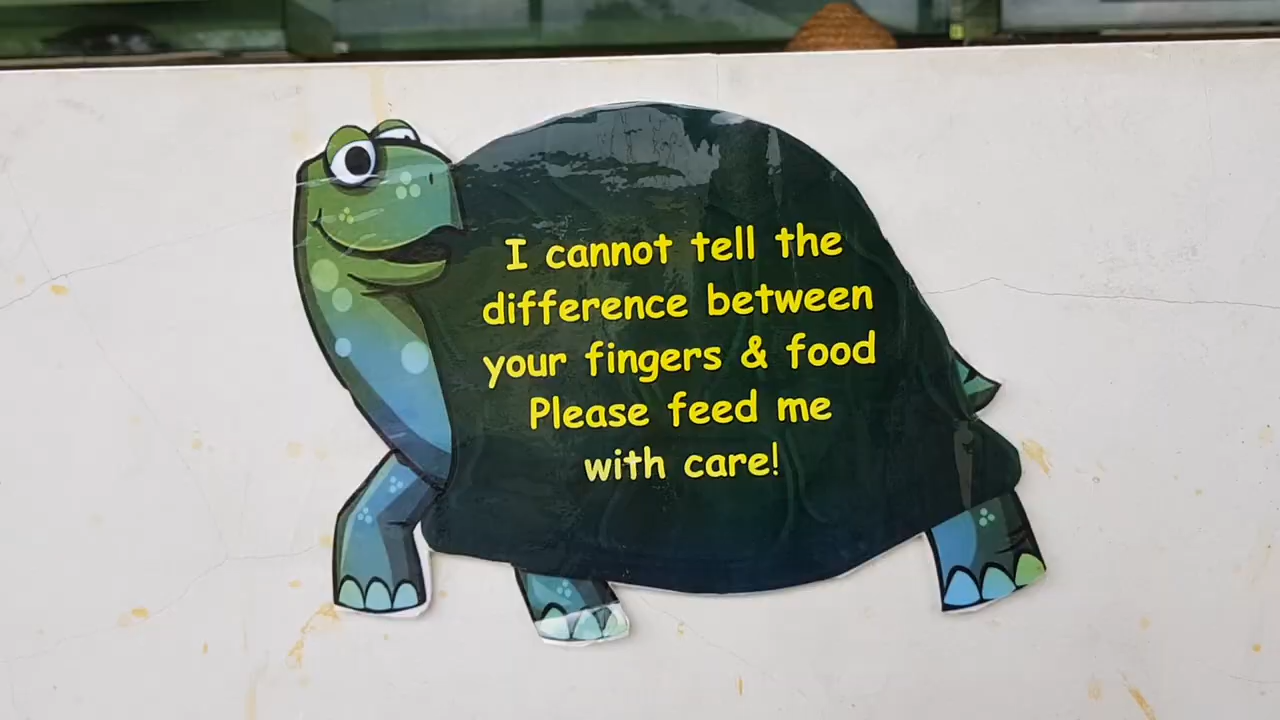 I cannot tell the
difference between
your fingers & food
Please feed me
with care!